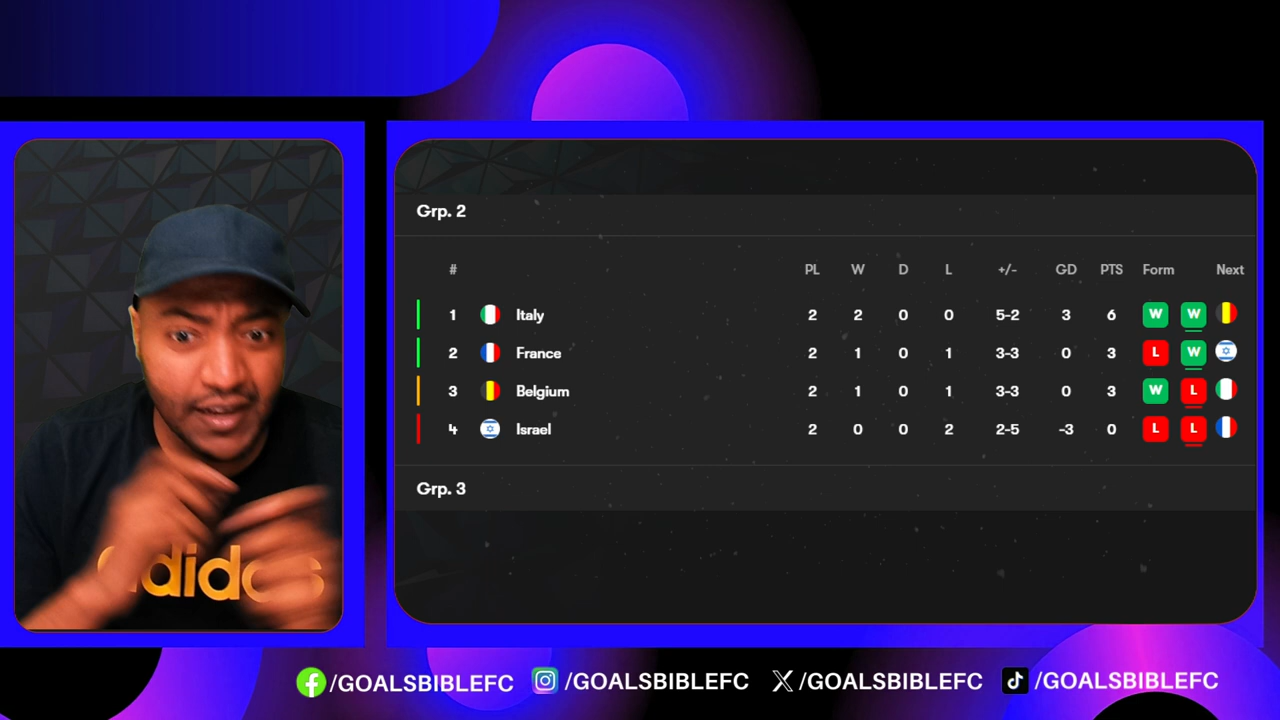 Grp. 2
# PL W D L +/- GD PTS Form Next
1 Italy 2 2 0 0 5-2 3 6 W W
2 France 2 1 0 1 3-3 0 3 L W
3 Belgium 2 1 0 1 3-3 0 3 W L
4 Israel 2 0 0 2 2-5 -3 0 L L
Grp. 3
adidas
/GOALSBIBLEFC /GOALSBIBLEFC /GOALSBIBLEFC /GOALSBIBLEFC